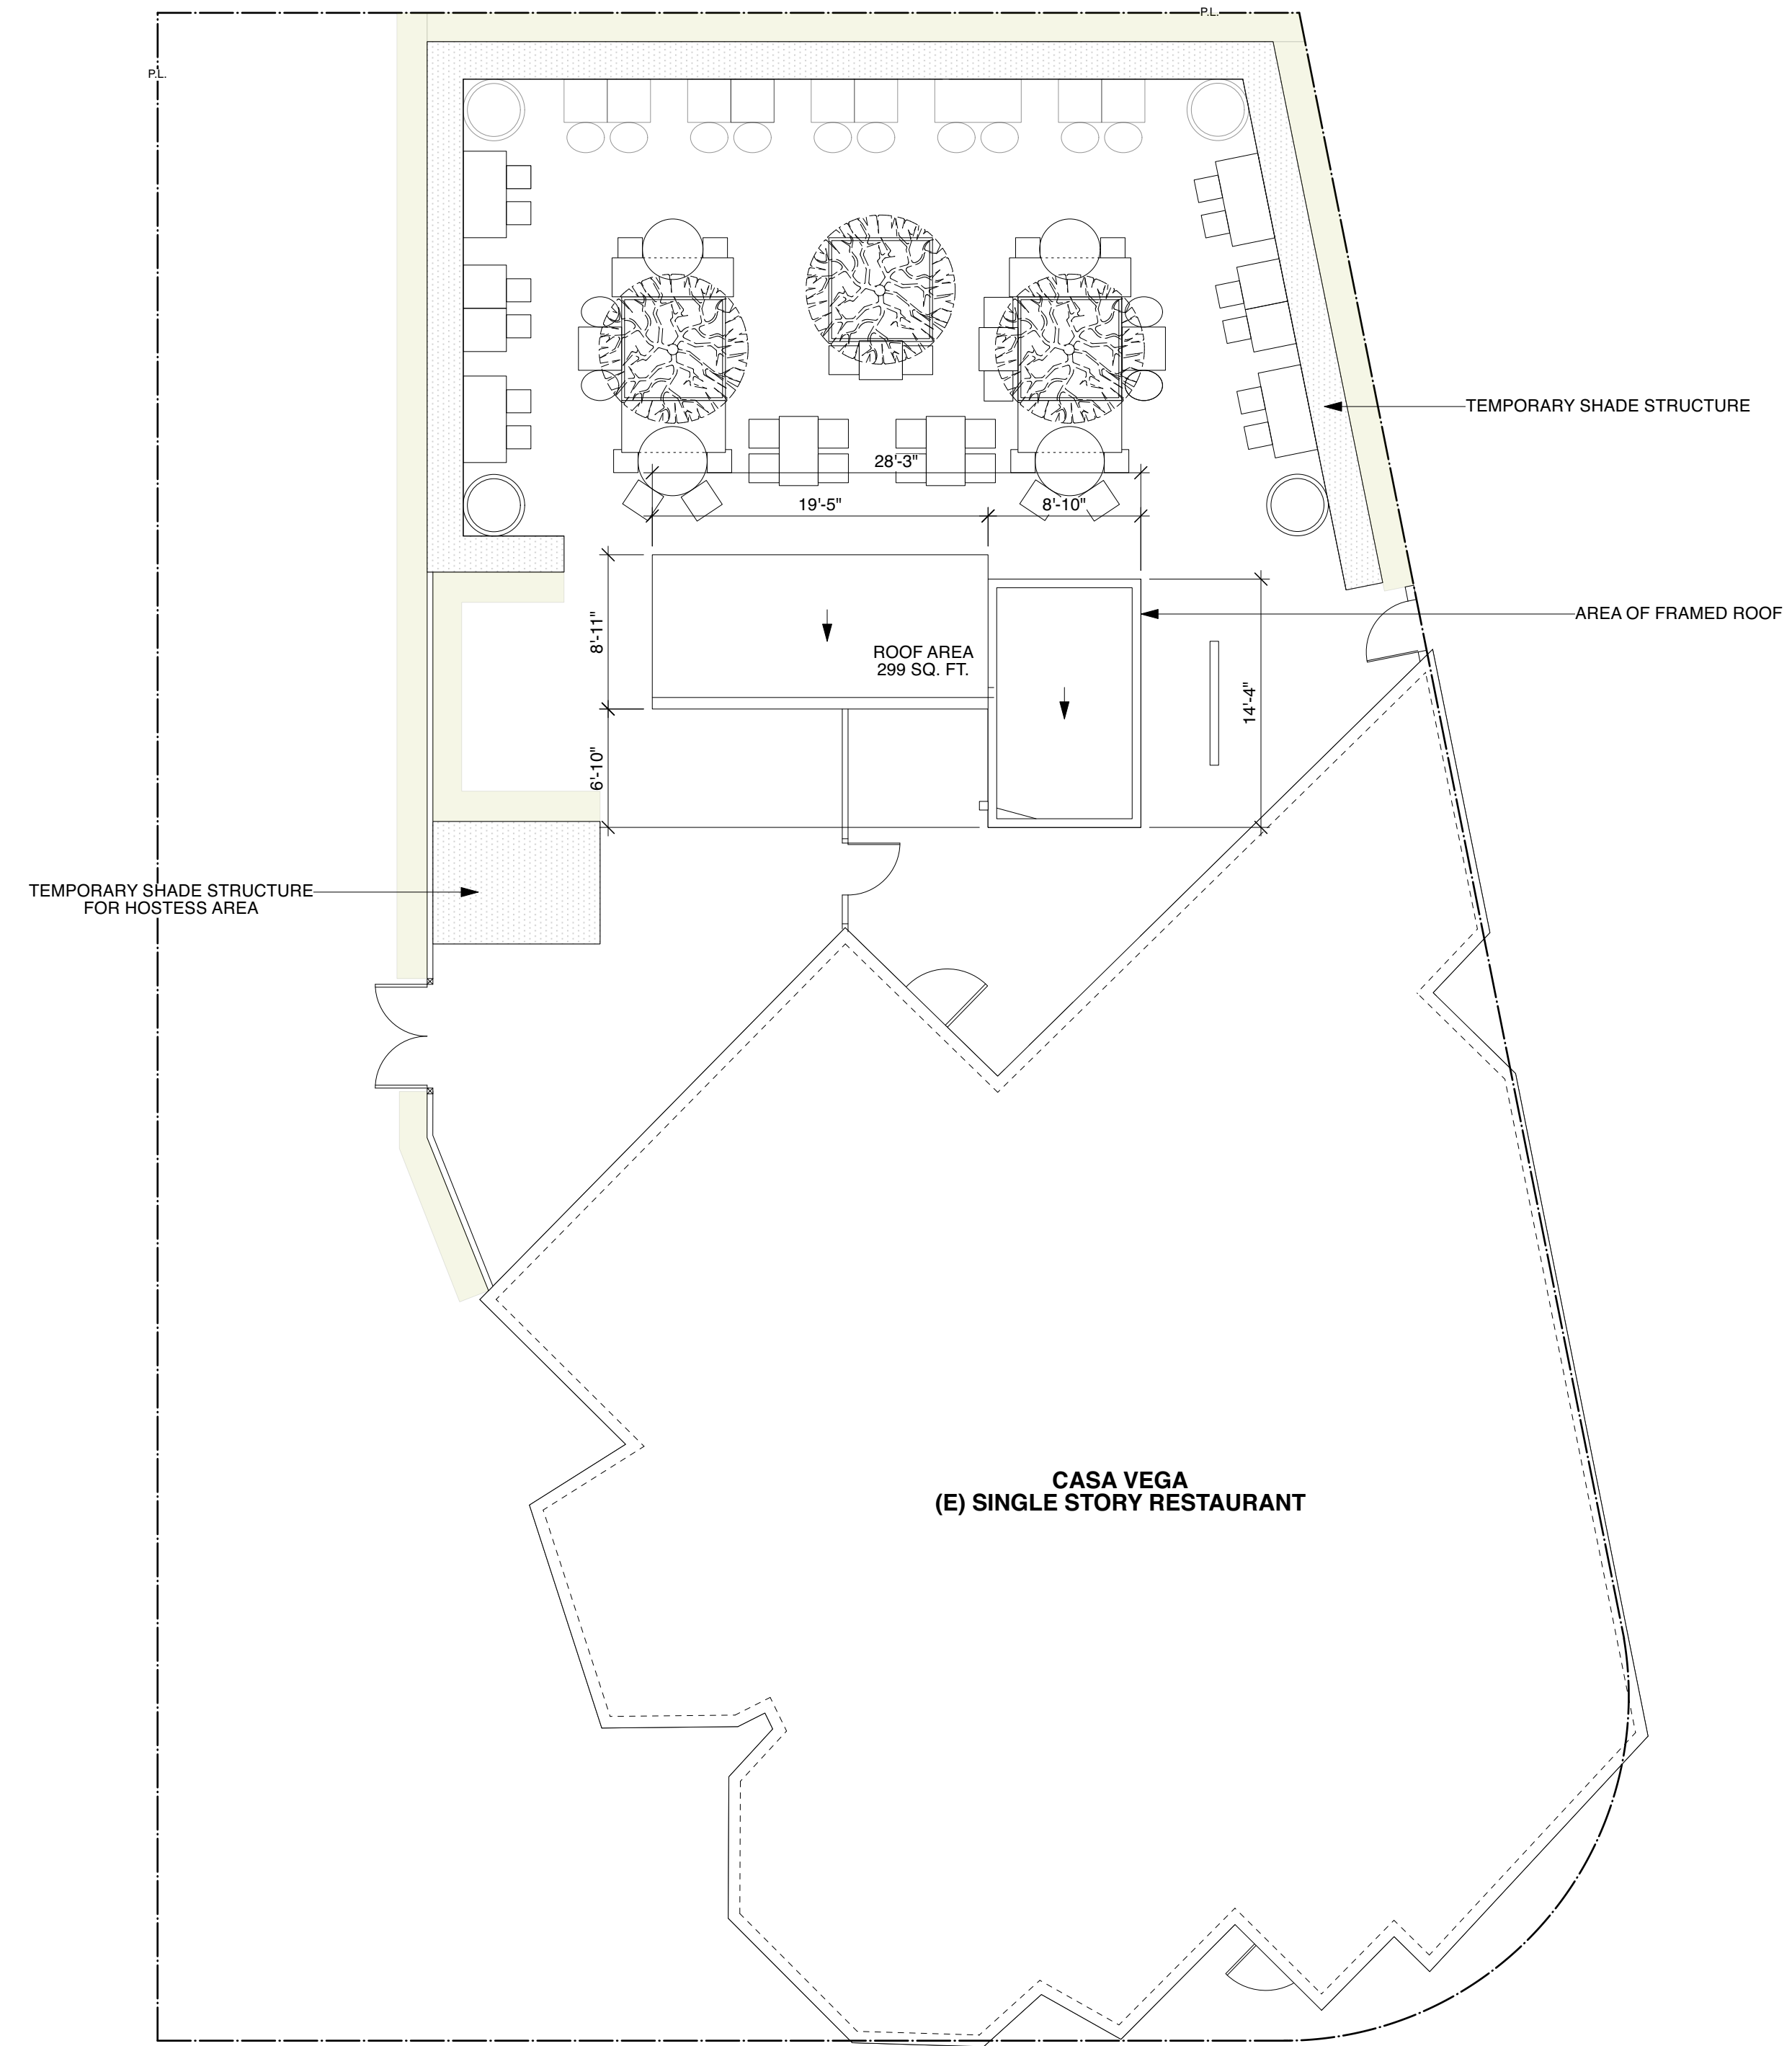 P.L.
P.L.
TEMPORARY SHADE STRUCTURE
28'-3"
19'-5"
8'-10"
8'-11"
AREA OF FRAMED ROOF
ROOF AREA
299 SQ. FT.
14'-4"
6'-10"
TEMPORARY SHADE STRUCTURE
FOR HOSTESS AREA
CASA VEGA
(E) SINGLE STORY RESTAURANT